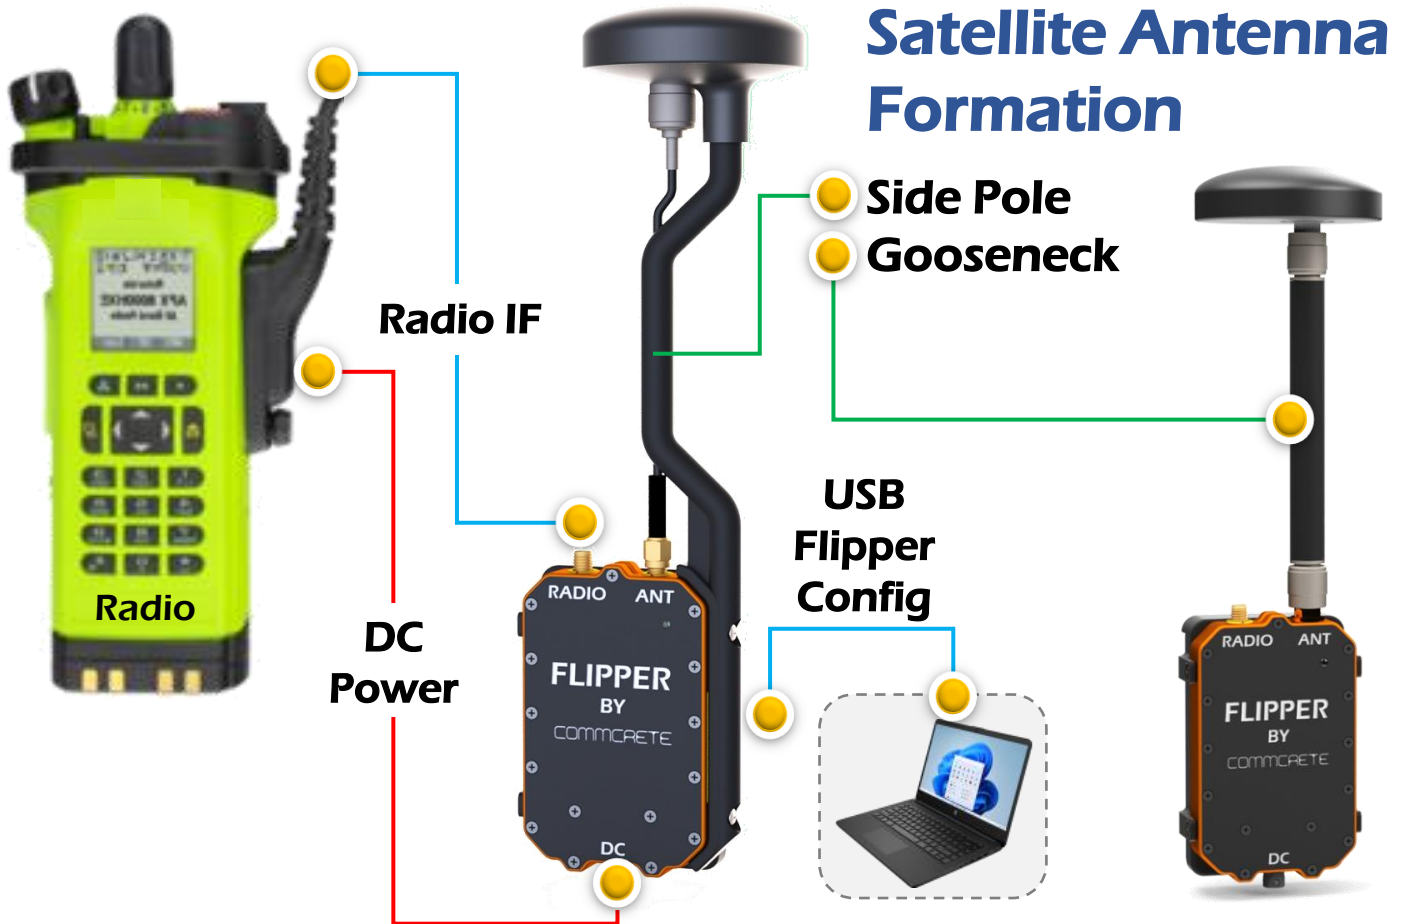 Satellite Antenna
Formation
Side Pole
Gooseneck
Radio IF
USB
Flipper
Config
Radio
DC
Power
RADIO ANT
FLIPPER
BY
COMMCRETE
DC
RADIO ANT
FLIPPER
BY
COMMCRETE
DC